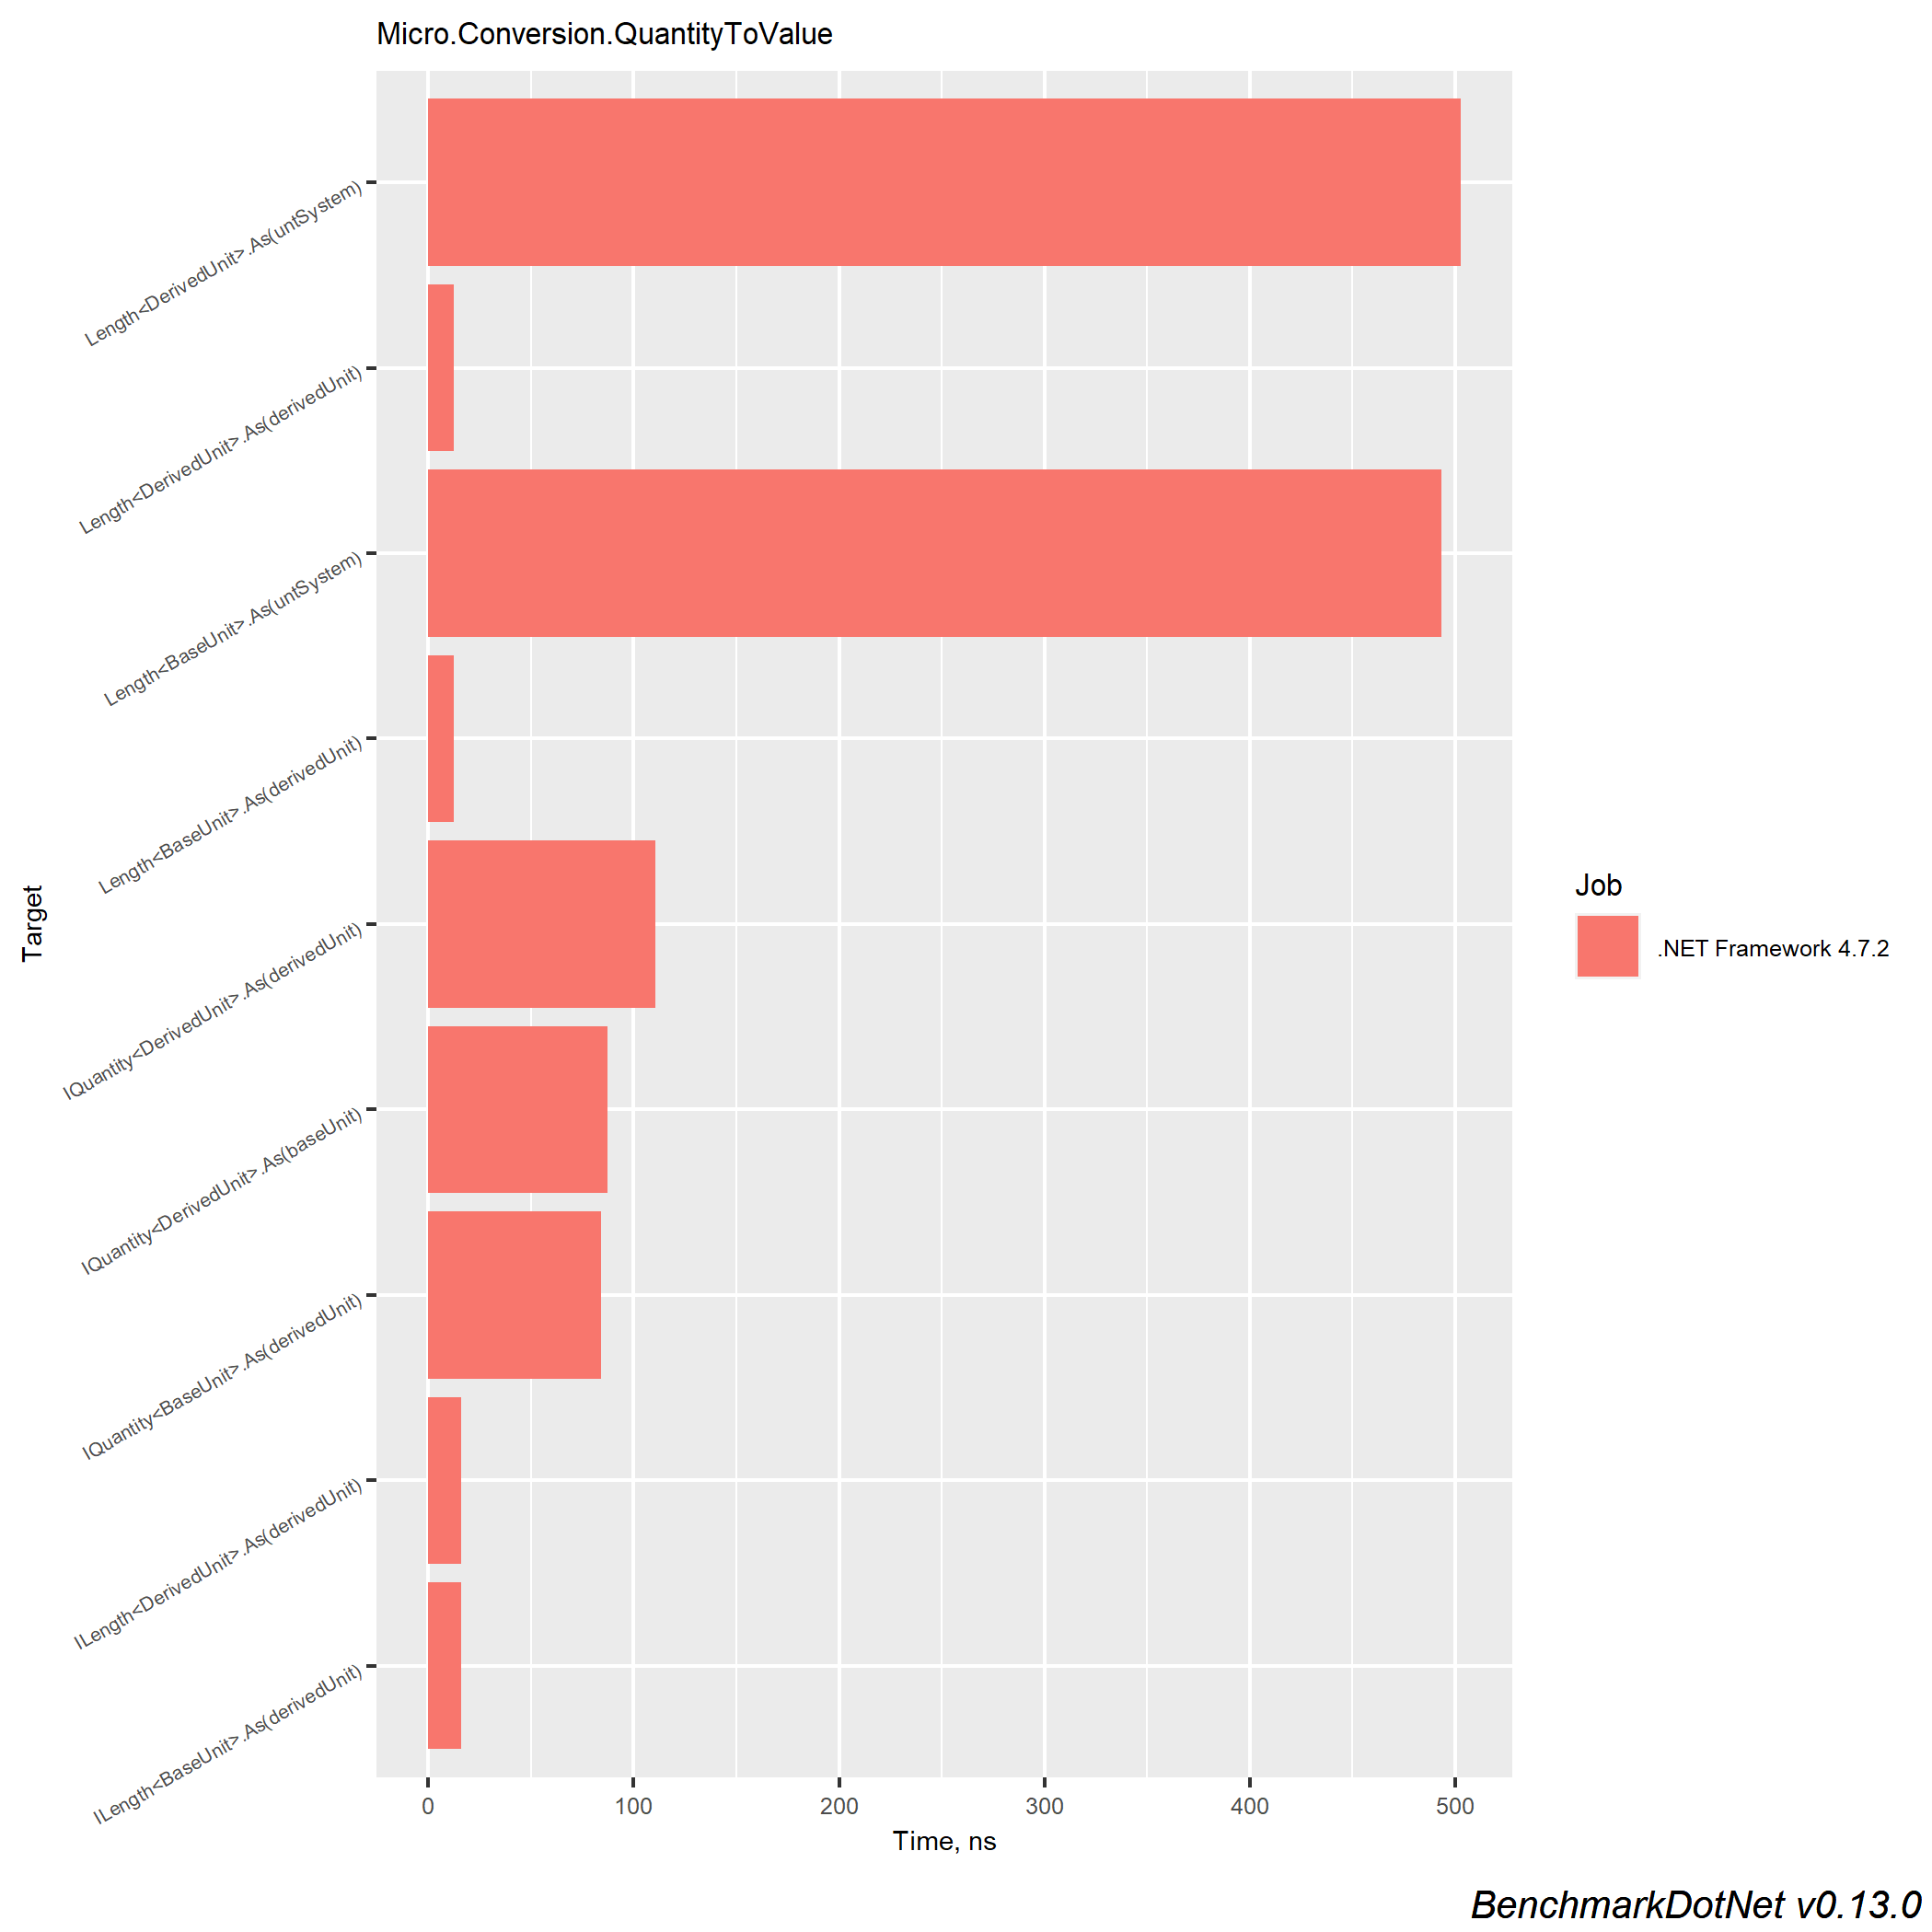 Micro.Conversion.QuantityToValue
Length<DerivedUnit>.As(untSystem)
Length<DerivedUnit>.As(derivedUnit)
Length<BaseUnit>.As(untSystem)
Length<BaseUnit>.As(derivedUnit)
IQuantity<DerivedUnit>.As(derivedUnit)
IQuantity<DerivedUnit>.As(baseUnit)
IQuantity<BaseUnit>.As(derivedUnit)
ILength<DerivedUnit>.As(derivedUnit)
ILength<BaseUnit>.As(derivedUnit)
Target
0 100 200 300 400 500
Time, ns
Job
.NET Framework 4.7.2
BenchmarkDotNet v0.13.0